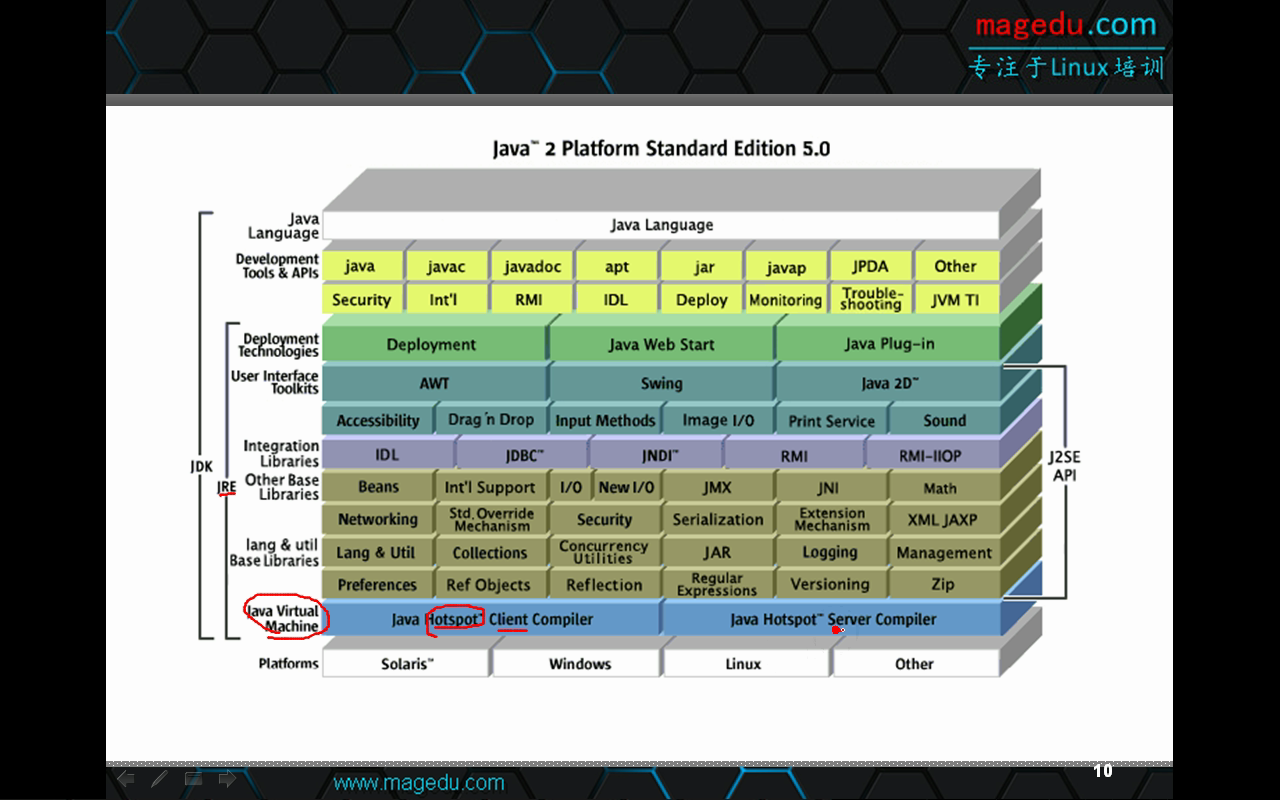 magedu.com
专注于Linux培训
Java™ 2 Platform Standard Edition 5.0
Java Language
Java Language
Development Tools & APIs
java javac javadoc apt jar javap JPDA Other
Security Int'l RMI IDL Deploy Monitoring Trouble-shooting JVM TI
Deployment Technologies
Deployment Java Web Start Java Plug-in
User Interface Toolkits
AWT Swing Java 2D™
Accessibility Drag'n Drop Input Methods Image I/O Print Service Sound
Integration Libraries
IDL JDBC™ JNDI™ RMI RMI-IIOP
JDK
JRE
J2SE API
Other Base Libraries
Beans Int'l Support I/O New I/O JMX JNI Math
Networking Std. Override Mechanism Security Serialization Extension Mechanism XML JAXP
lang & util Base Libraries
Lang & Util Collections Concurrency Utilities JAR Logging Management
Preferences Ref Objects Reflection Regular Expressions Versioning Zip
Java Virtual Machine
Java Hotspot™ Client Compiler Java Hotspot™ Server Compiler
Platforms
Solaris™ Windows Linux Other
www.magedu.com
10